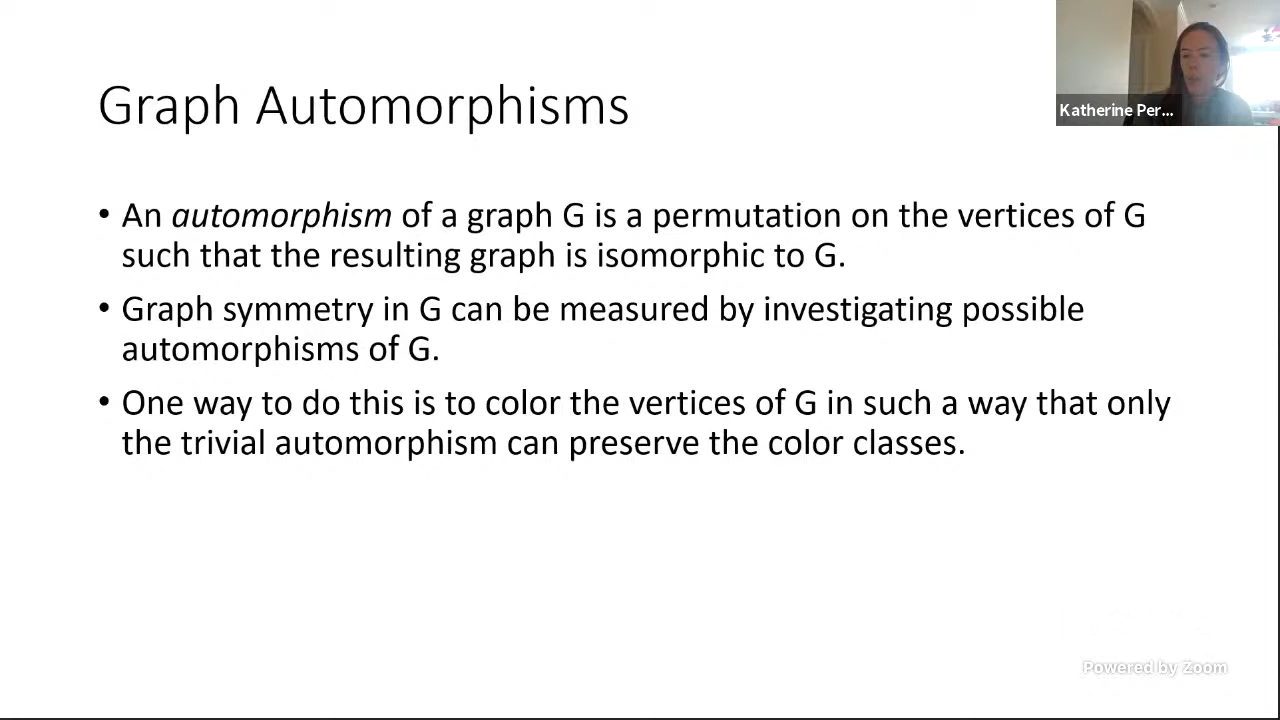 Graph Automorphisms
Katherine Per...
• An automorphism of a graph G is a permutation on the vertices of G
such that the resulting graph is isomorphic to G.
• Graph symmetry in G can be measured by investigating possible
automorphisms of G.
• One way to do this is to color the vertices of G in such a way that only
the trivial automorphism can preserve the color classes.
Powered by Zoom